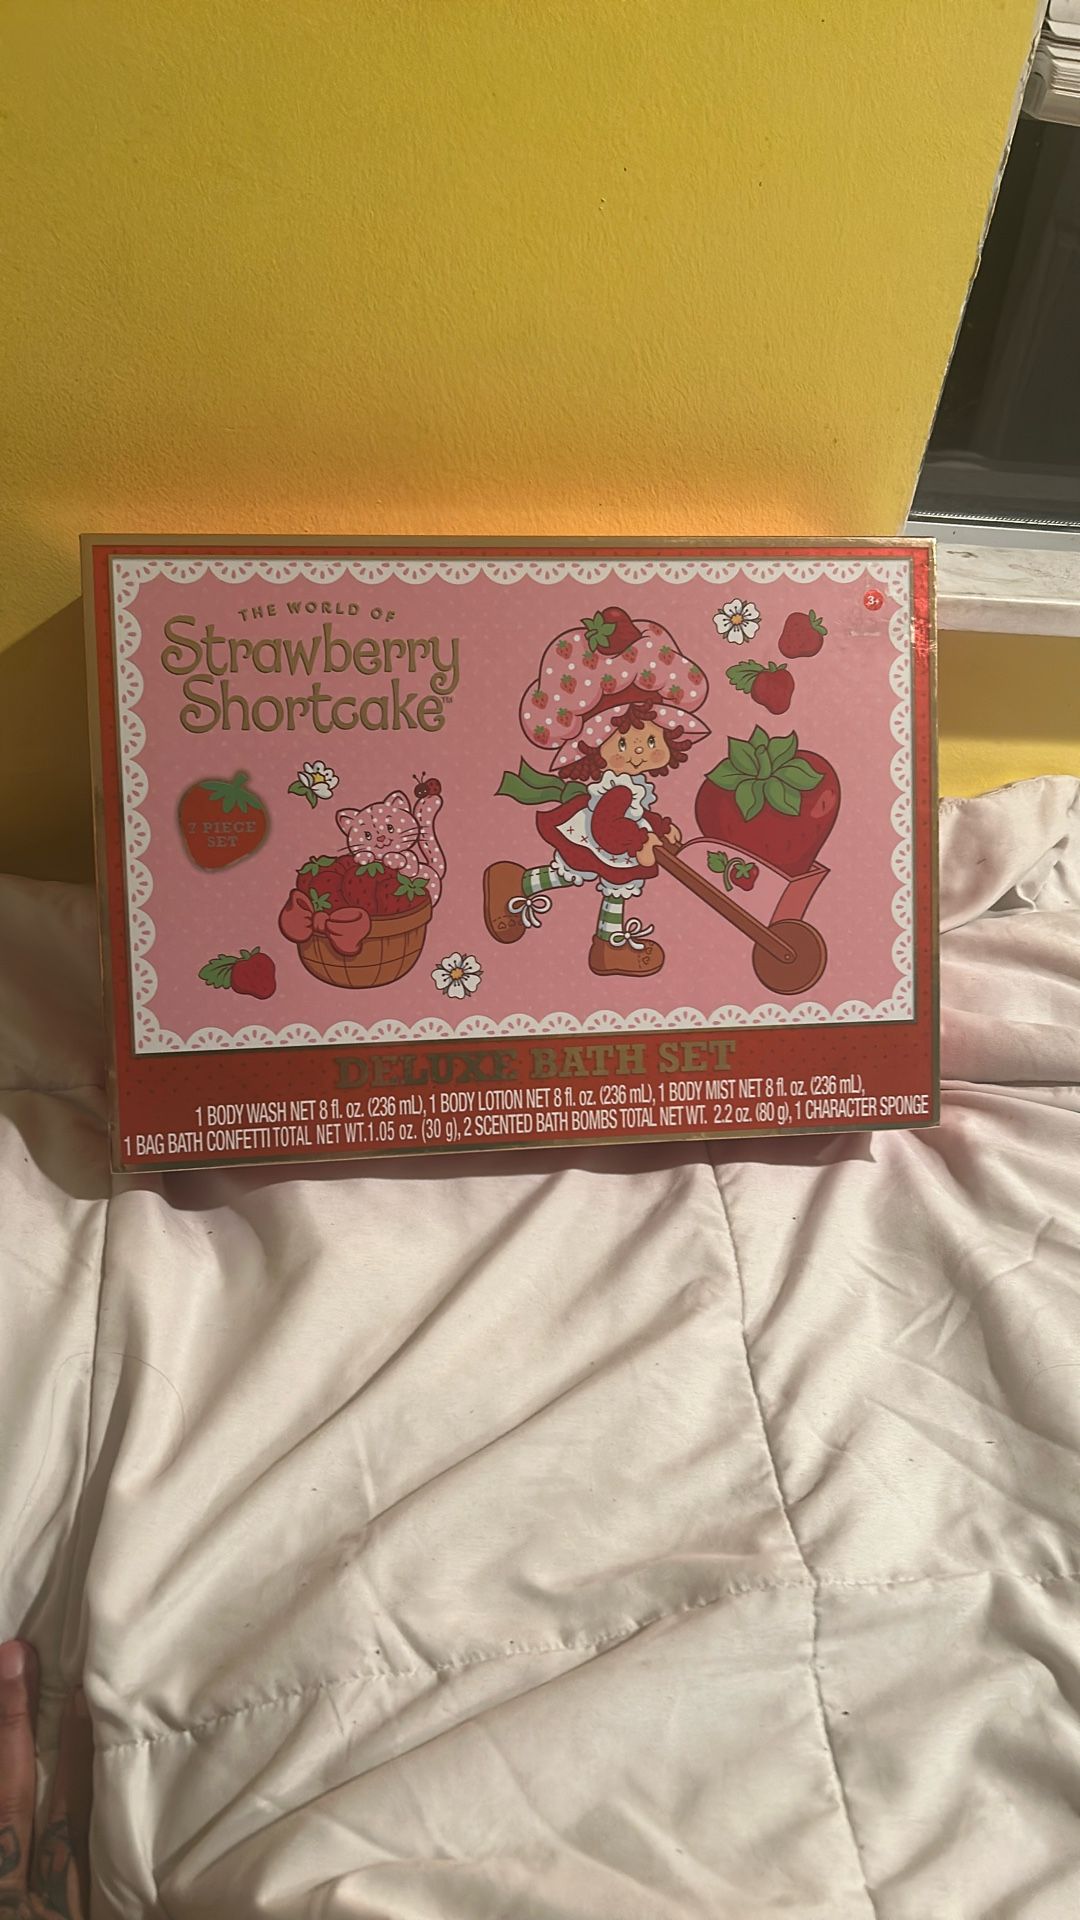 THE WORLD OF
Strawberry
Shortcake™
3+
7 PIECE
SET
DELUXE BATH SET
1 BODY WASH NET 8 fl. oz. (236 mL), 1 BODY LOTION NET 8 fl. oz. (236 mL), 1 BODY MIST NET 8 fl. oz. (236 mL),
1 BAG BATH CONFETTI TOTAL NET WT.1.05 oz. (30 g), 2 SCENTED BATH BOMBS TOTAL NET WT. 2.2 oz. (80 g), 1 CHARACTER SPONGE